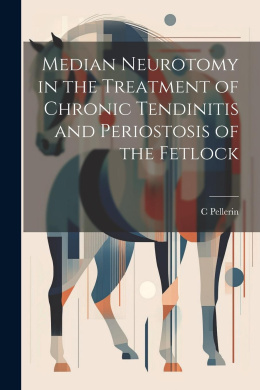 Median Neurotomy
in the Treatment of
Chronic Tendinitis
and Periostosis of
the Fetlock
C Pellerin